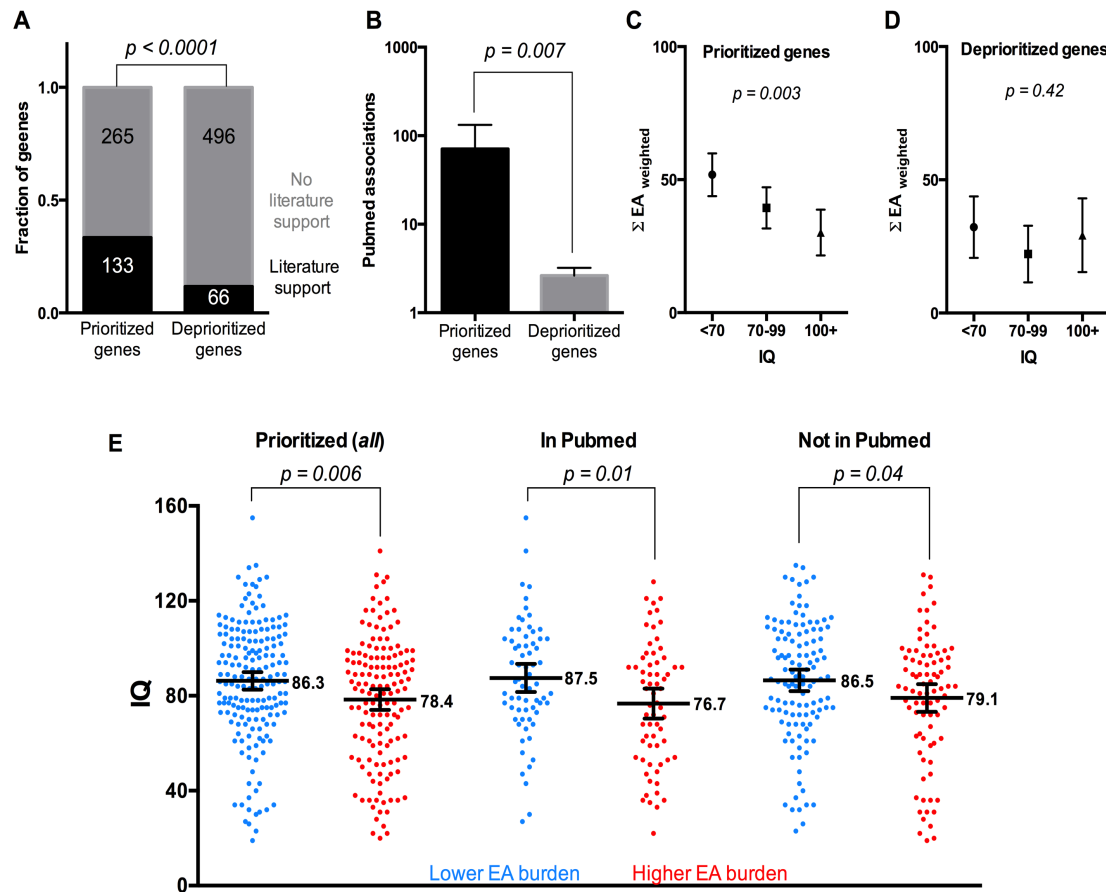 A
p < 0.0001
Fraction of geenes
1.0
0.5
0.0
265
496
133
66
No
literature
support
Literature
support
Prioritized
genes
Deprioritized
genes
B
p = 0.007
Pubmed associations
1000
100
10
1
Prioritized
genes
Deprioritized
genes
C
Prioritized genes
p = 0.003
Σ EA weighted
100
50
0
<70 70-99 100+
IQ
D
Deprioritized genes
p = 0.42
Σ EA weighted
100
50
0
<70 70-99 100+
IQ
E
Prioritized (all)
p = 0.006
In Pubmed
p = 0.01
Not in Pubmed
p = 0.04
IQ
160
120
80
40
0
86.3
78.4
87.5
76.7
86.5
79.1
Lower EA burden
Higher EA burden